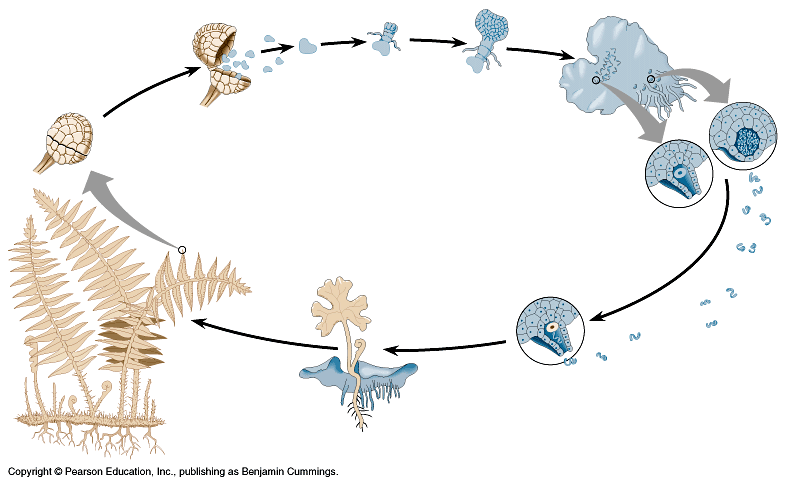 Copyright © Pearson Education, Inc., publishing as Benjamin Cummings.